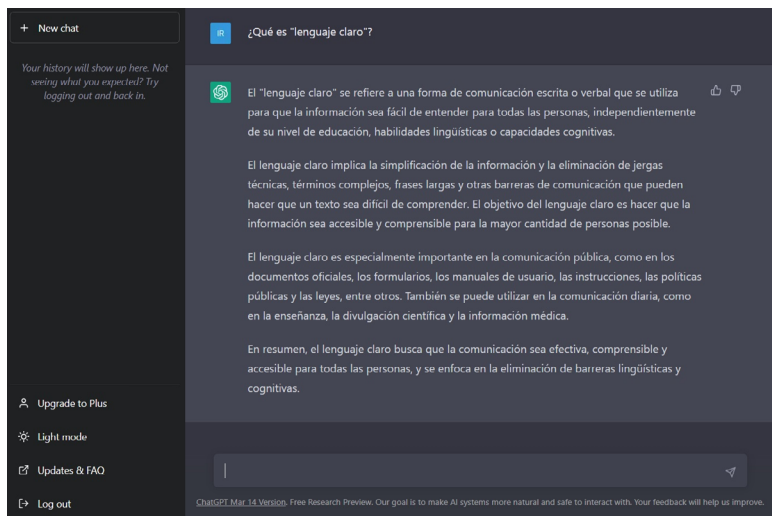 + New chat
Your history will show up here. Not
seeing what you expected? Try
logging out and back in.
Upgrade to Plus
Light mode
Updates & FAQ
Log out
iR
¿Qué es "lenguaje claro"?
El "lenguaje claro" se refiere a una forma de comunicación escrita o verbal que se utiliza
para que la información sea fácil de entender para todas las personas, independientemente
de su nivel de educación, habilidades lingüísticas o capacidades cognitivas.
El lenguaje claro implica la simplificación de la información y la eliminación de jergas
técnicas, términos complejos, frases largas y otras barreras de comunicación que pueden
hacer que un texto sea difícil de comprender. El objetivo del lenguaje claro es hacer que la
información sea accesible y comprensible para la mayor cantidad de personas posible.
El lenguaje claro es especialmente importante en la comunicación pública, como en los
documentos oficiales, los formularios, los manuales de usuario, las instrucciones, las políticas
públicas y las leyes, entre otros. También se puede utilizar en la comunicación diaria, como
en la enseñanza, la divulgación científica y la información médica.
En resumen, el lenguaje claro busca que la comunicación sea efectiva, comprensible y
accesible para todas las personas, y se enfoca en la eliminación de barreras lingüísticas y
cognitivas.
ChatGPT Mar 14 Version. Free Research Preview. Our goal is to make AI systems more natural and safe to interact with. Your feedback will help us improve.